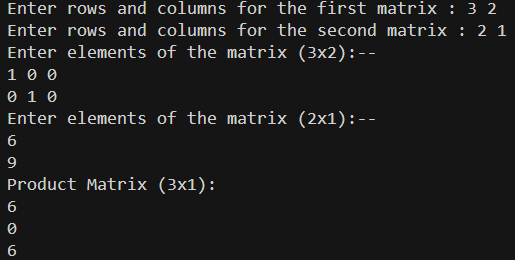 Enter rows and columns for the first matrix : 3 2
Enter rows and columns for the second matrix : 2 1
Enter elements of the matrix (3x2):--
1 0 0
0 1 0
Enter elements of the matrix (2x1):--
6
9
Product Matrix (3x1):
6
0
6